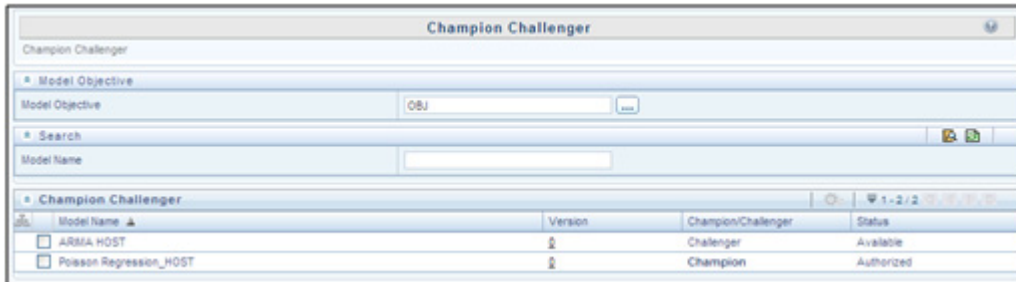 Champion Challenger
Champion Challenger
Model Objective
Model Objective OBJ ...
Search
Model Name
Champion Challenger 1-2/2
Model Name Version Champion/Challenger Status
ARMA HOST 0 Challenger Available
Poisson Regression_HOST 0 Champion Authorized